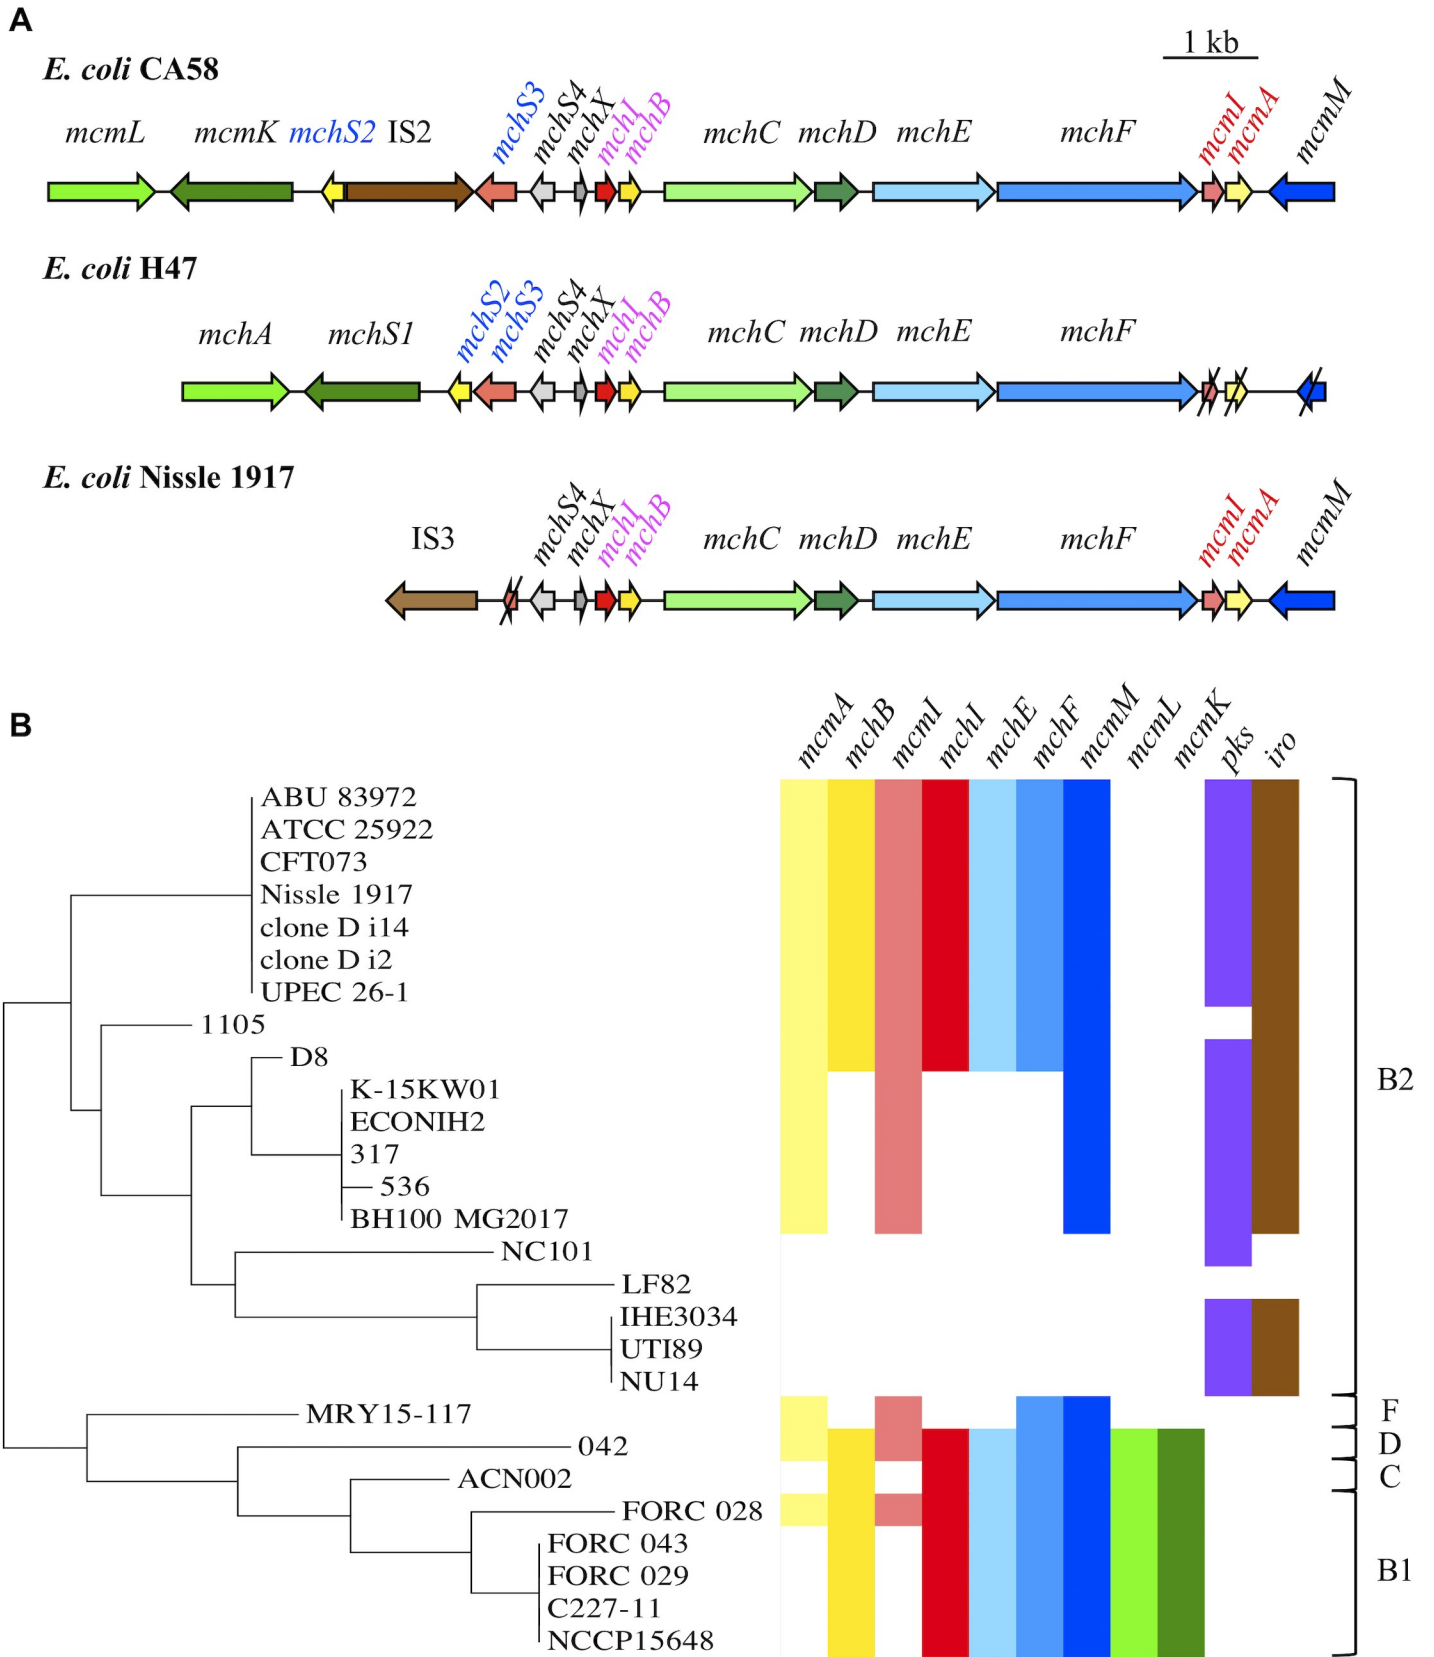 A
1 kb
E. coli CA58
mcmL mcmK mchS2 IS2 mchS3 mchS4 mchX mchI mchB mchC mchD mchE mchF mcmI mcmA mcmM
E. coli H47
mchA mchS1 mchS2 mchS3 mchS4 mchX mchI mchB mchC mchD mchE mchF
E. coli Nissle 1917
IS3 mchS4 mchX mchI mchB mchC mchD mchE mchF mcmI mcmA mcmM
B
mcmA mchB mcmI mchI mchE mchF mcmM mcmL mcmK pks iro
ABU 83972
ATCC 25922
CFT073
Nissle 1917
clone D i14
clone D i2
UPEC 26-1
1105
D8
K-15KW01
B2
ECONIH2
317
536
BH100 MG2017
NC101
LF82
IHE3034
UTI89
NU14
MRY15-117
F
042
D
ACN002
C
FORC 028
FORC 043
FORC 029
B1
C227-11
NCCP15648